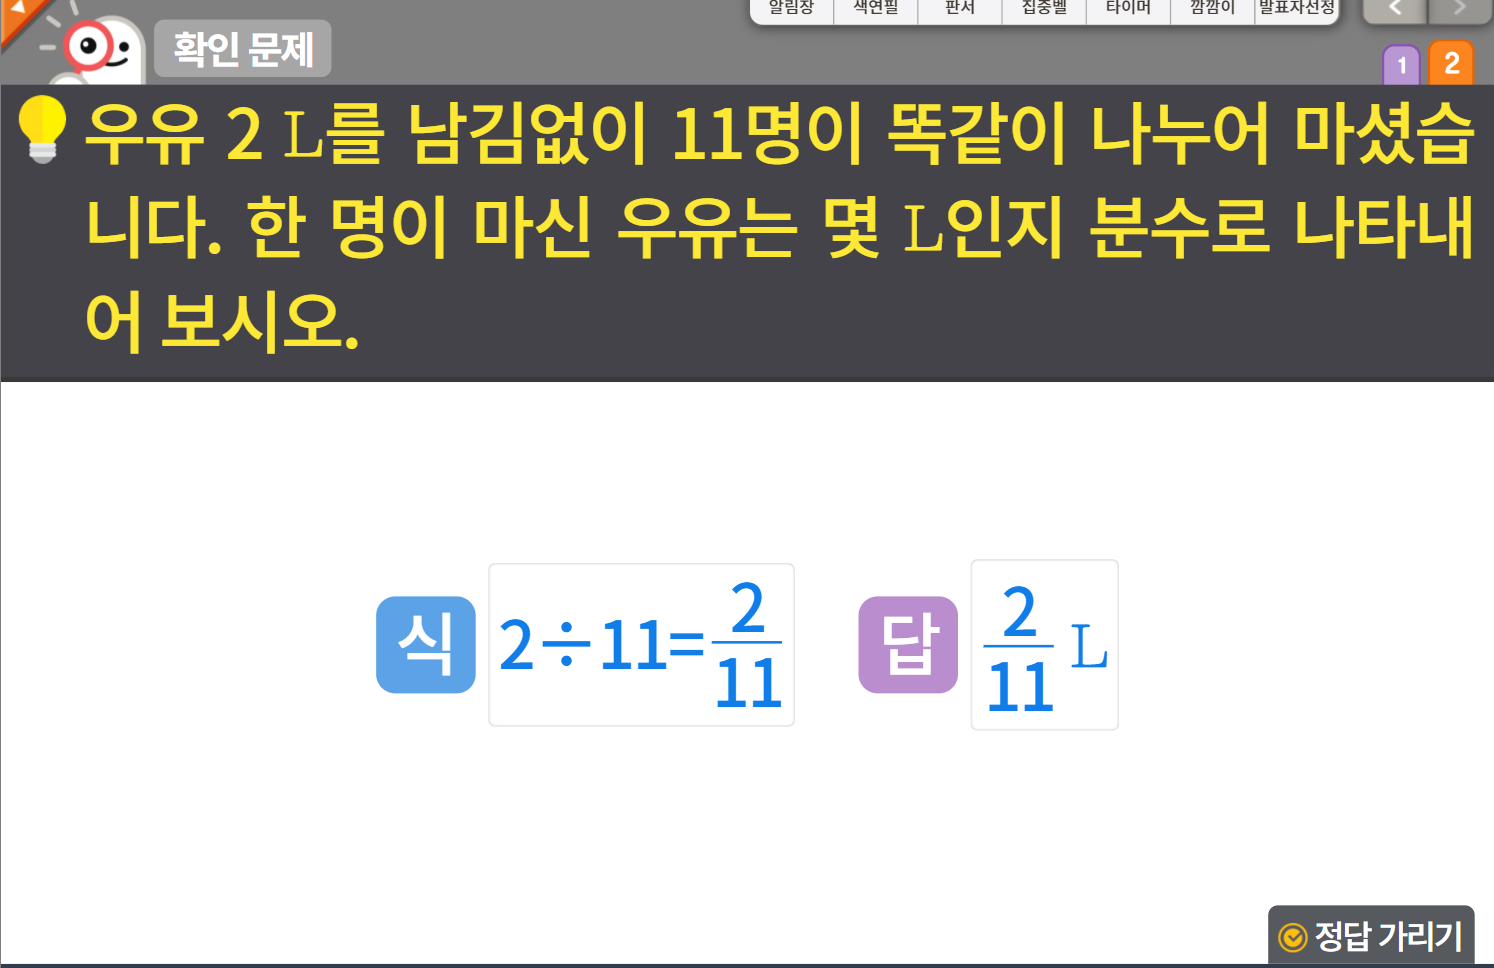 알림장 색연필 판서 집중벨 타이머 깜깜이 발표자선정
확인 문제
1 2
우유 2 L를 남김없이 11명이 똑같이 나누어 마셨습
니다. 한 명이 마신 우유는 몇 L인지 분수로 나타내
어 보시오.
식 2÷11=2/11 답 2/11 L
정답 가리기